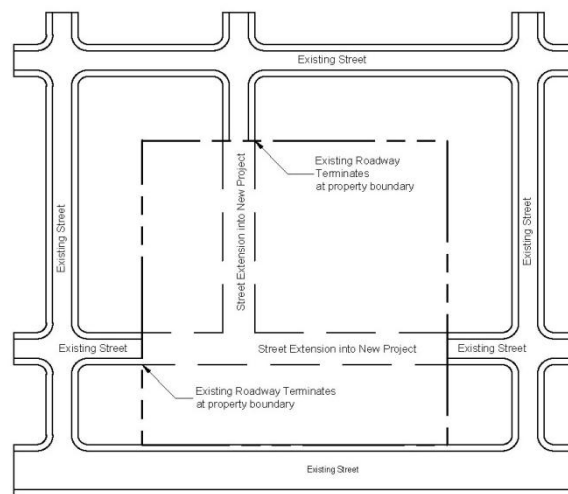 Existing Street
Existing Roadway
Terminates
at property boundary
Street Extension into New Project
Existing Street
Existing Street
Existing Street
Street Extension into New Project
Existing Street
Existing Roadway Terminates
at property boundary
Existing Street